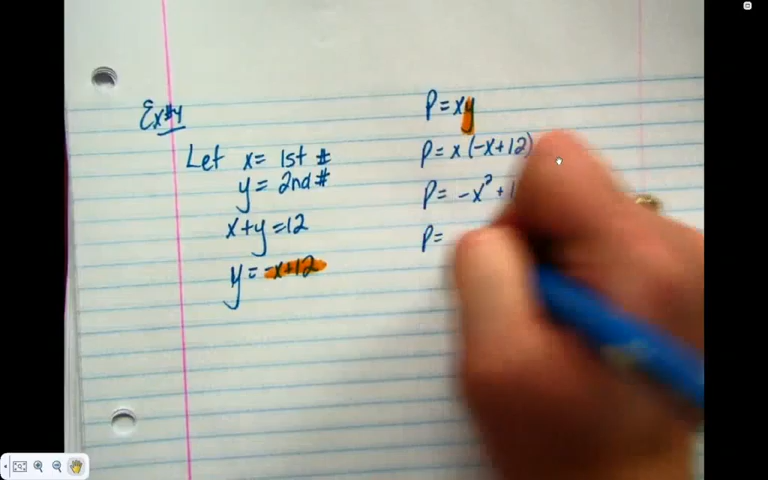 Ex#4
Let x = 1st #
y = 2nd #
x+y=12
y = -x+12
P = xy
P = x(-x+12)
P = -x² + 1
P =